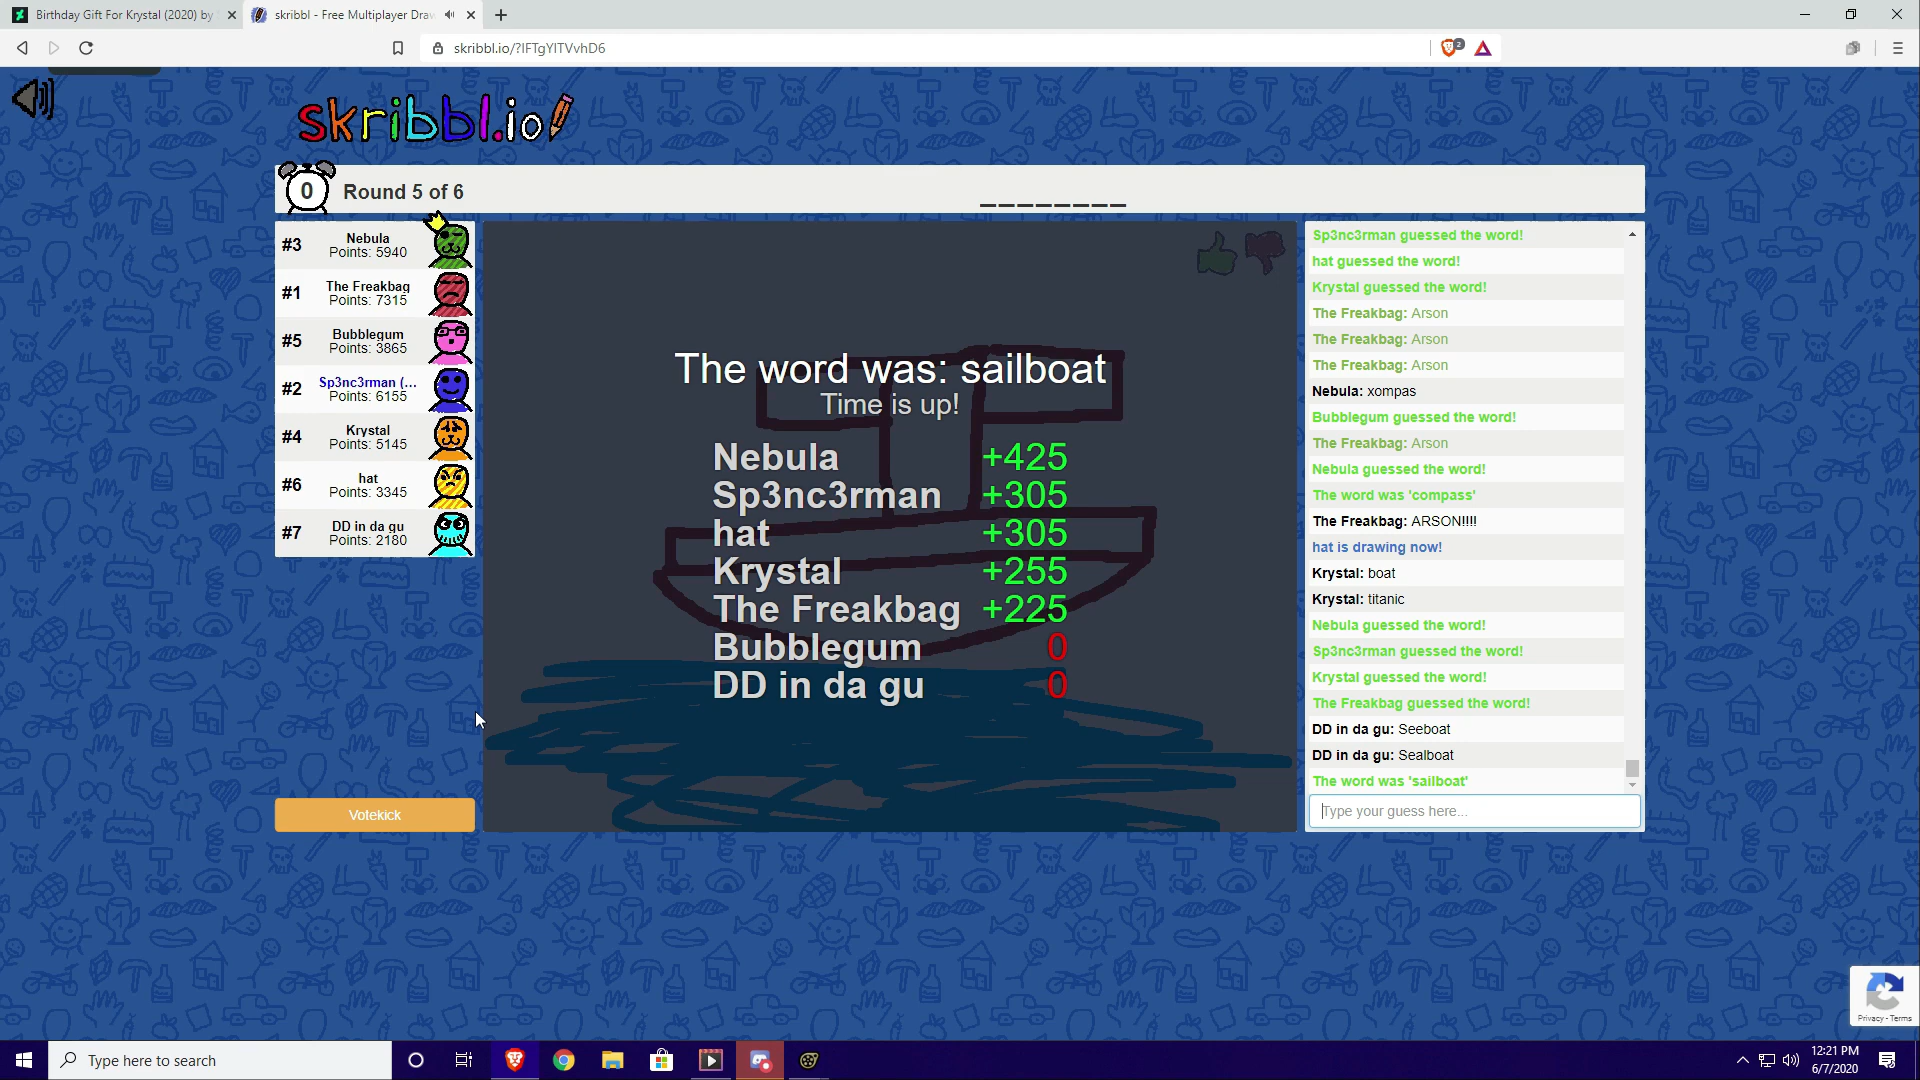 Birthday Gift For Krystal (2020) by
skribbl - Free Multiplayer Draw
skribbl.io/?IFTgYlTVvhD6
2
skribbl.io
0
Round 5 of 6
________
#3
Nebula
Points: 5940
#1
The Freakbag
Points: 7315
#5
Bubblegum
Points: 3865
#2
Sp3nc3rman (...
Points: 6155
#4
Krystal
Points: 5145
#6
hat
Points: 3345
#7
DD in da gu
Points: 2180
Votekick
The word was: sailboat
Time is up!
Nebula +425
Sp3nc3rman +305
hat +305
Krystal +255
The Freakbag +225
Bubblegum 0
DD in da gu 0
Sp3nc3rman guessed the word!
hat guessed the word!
Krystal guessed the word!
The Freakbag: Arson
The Freakbag: Arson
The Freakbag: Arson
Nebula: xompas
Bubblegum guessed the word!
The Freakbag: Arson
Nebula guessed the word!
The word was 'compass'
The Freakbag: ARSON!!!!
hat is drawing now!
Krystal: boat
Krystal: titanic
Nebula guessed the word!
Sp3nc3rman guessed the word!
Krystal guessed the word!
The Freakbag guessed the word!
DD in da gu: Seeboat
DD in da gu: Sealboat
The word was 'sailboat'
Type your guess here...
Privacy - Terms
Type here to search
12:21 PM
6/7/2020